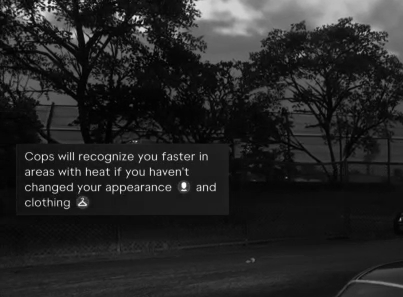 Cops will recognize you faster in
areas with heat if you haven't
changed your appearance and
clothing